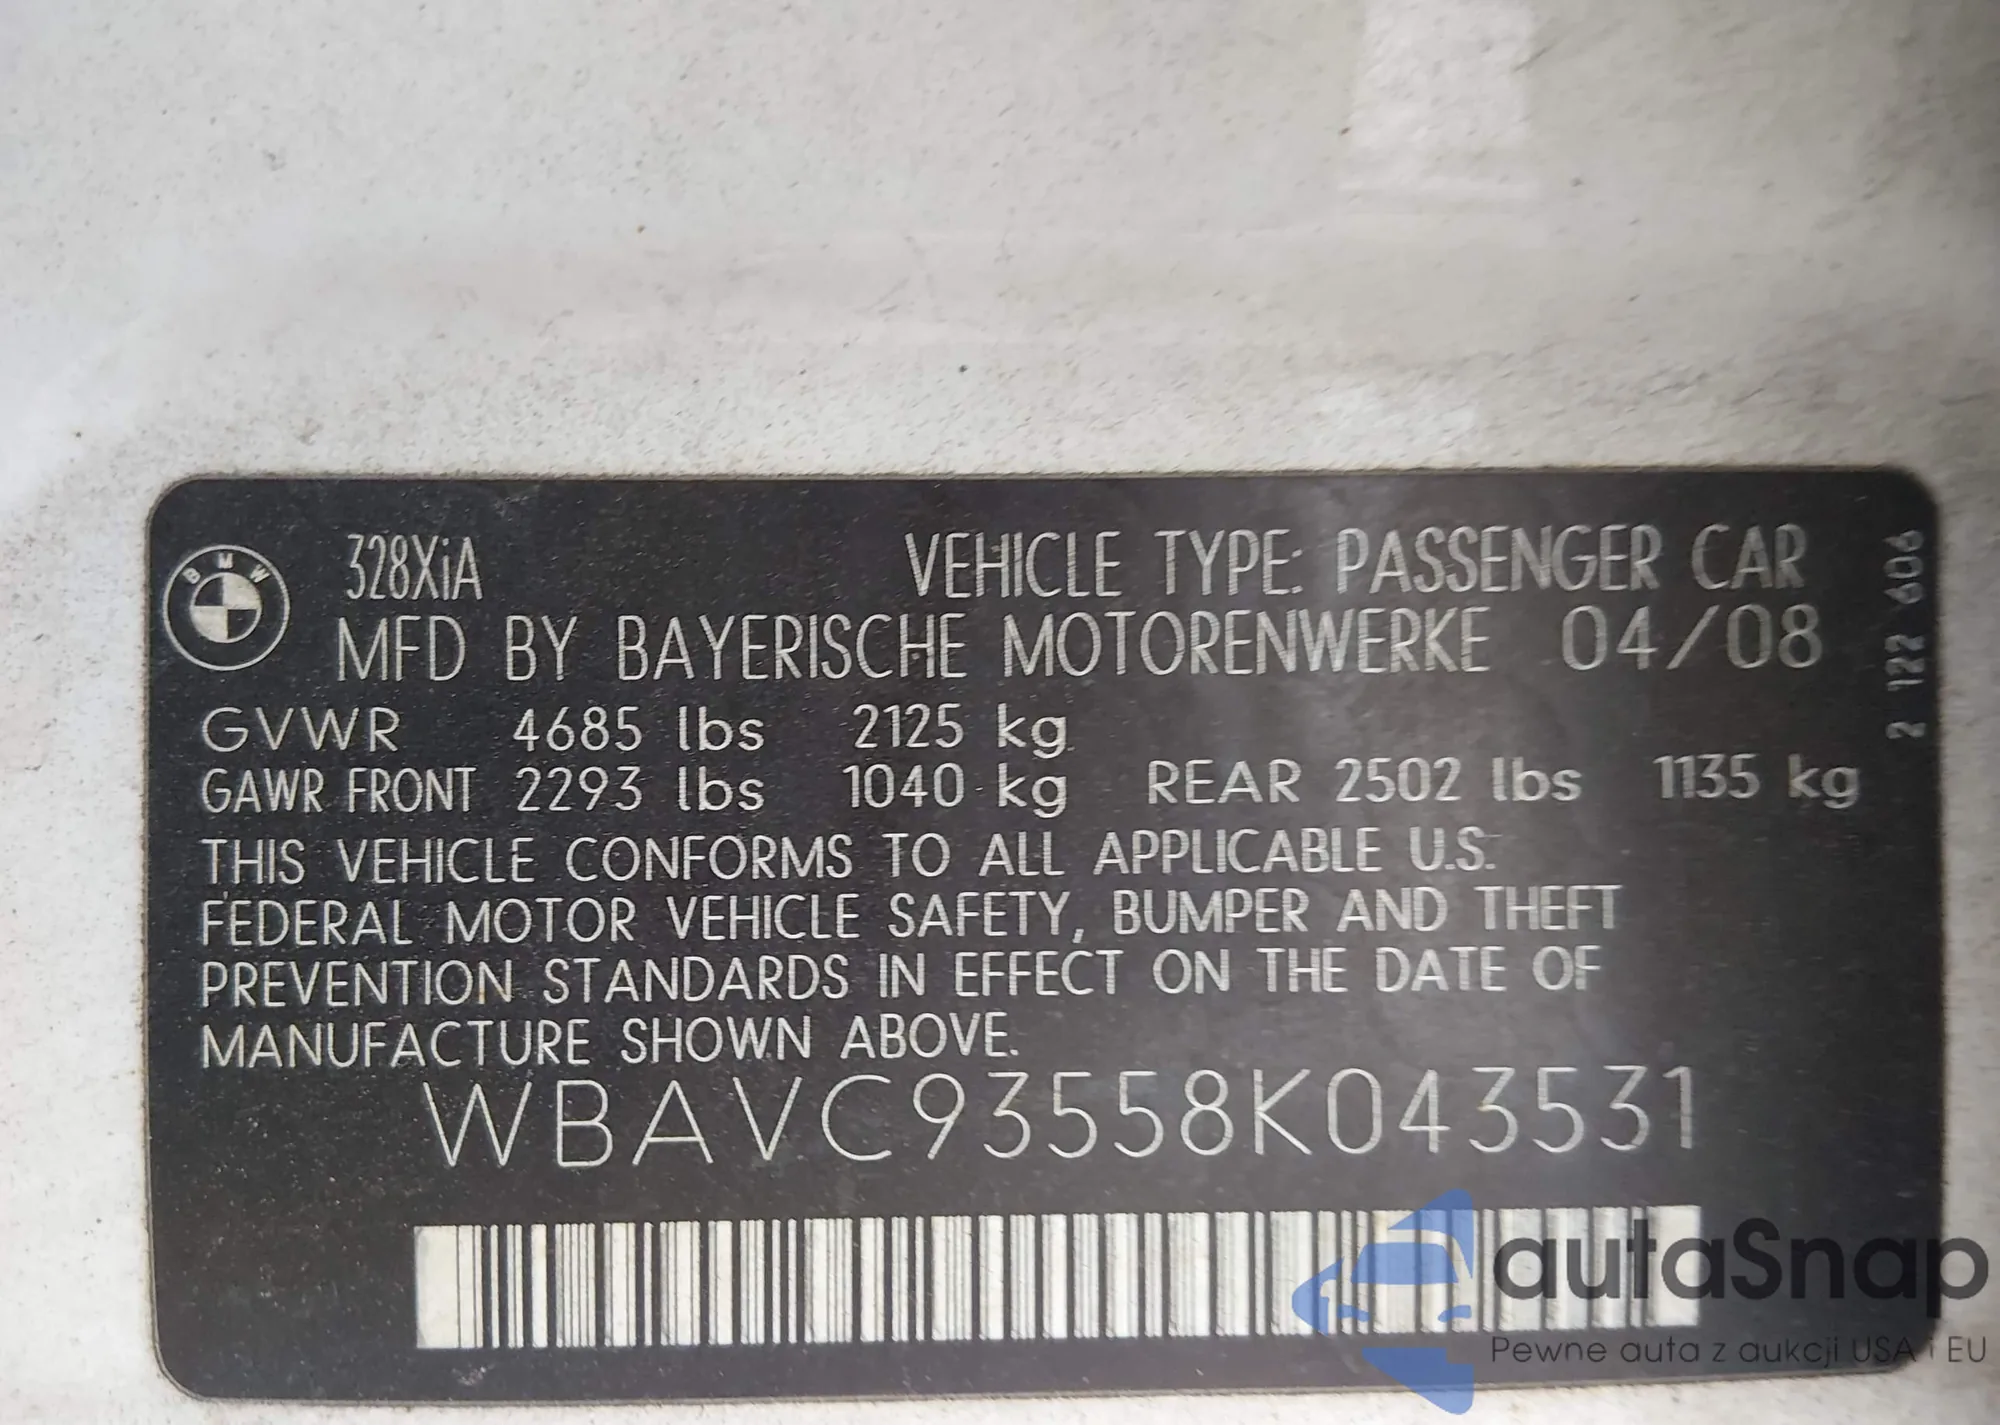 BMW
328XiA VEHICLE TYPE: PASSENGER CAR
MFD BY BAYERISCHE MOTORENWERKE 04/08
GVWR 4685 lbs 2125 kg
GAWR FRONT 2293 lbs 1040 kg REAR 2502 lbs 1135 kg
THIS VEHICLE CONFORMS TO ALL APPLICABLE U.S.
FEDERAL MOTOR VEHICLE SAFETY, BUMPER AND THEFT
PREVENTION STANDARDS IN EFFECT ON THE DATE OF
MANUFACTURE SHOWN ABOVE.
WBAVC93558K043531
2 122 606
autaSnap
Pewne auta z aukcji USA i EU